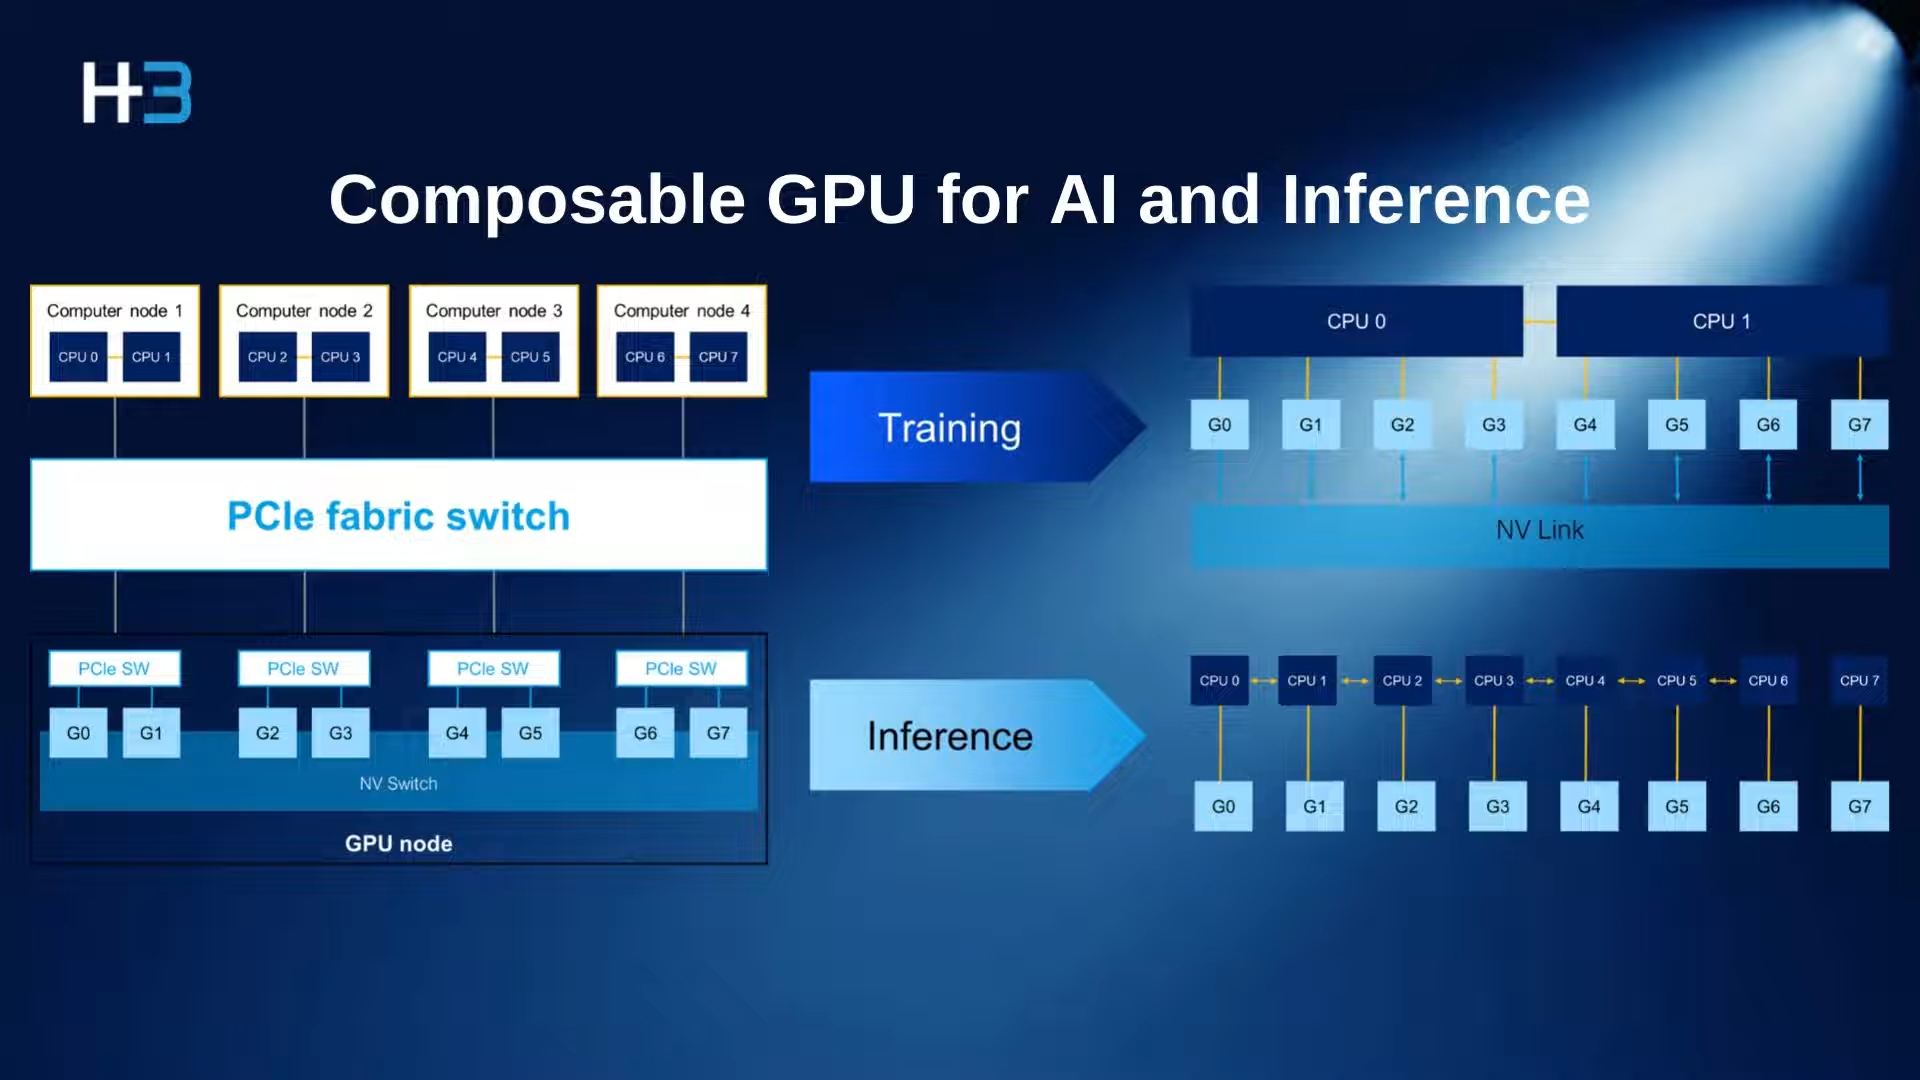 H3
Composable GPU for AI and Inference
Computer node 1
CPU 0 CPU 1
Computer node 2
CPU 2 CPU 3
Computer node 3
CPU 4 CPU 5
Computer node 4
CPU 6 CPU 7
PCIe fabric switch
PCIe SW PCIe SW PCIe SW PCIe SW
G0 G1 G2 G3 G4 G5 G6 G7
NV Switch
GPU node
Training
CPU 0 CPU 1
G0 G1 G2 G3 G4 G5 G6 G7
NV Link
Inference
CPU 0 CPU 1 CPU 2 CPU 3 CPU 4 CPU 5 CPU 6 CPU 7
G0 G1 G2 G3 G4 G5 G6 G7